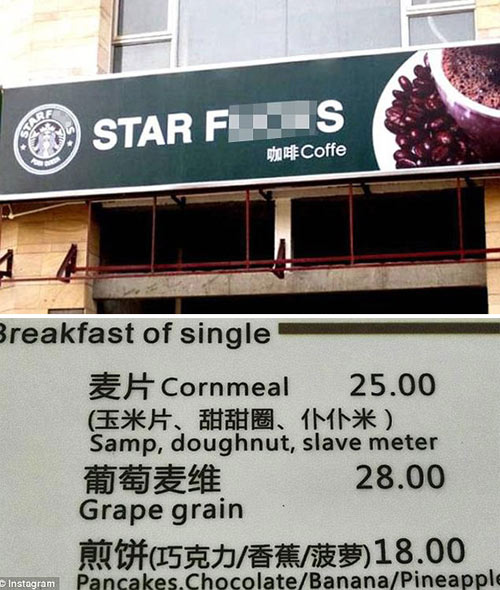 STARF S
STAR F S
咖啡Coffe
Breakfast of single
麦片 Cornmeal 25.00
(玉米片、甜甜圈、仆仆米)
Samp, doughnut, slave meter
葡萄麦维 28.00
Grape grain
煎饼(巧克力/香蕉/菠萝)18.00
Pancakes.Chocolate/Banana/Pineapple
© Instagram